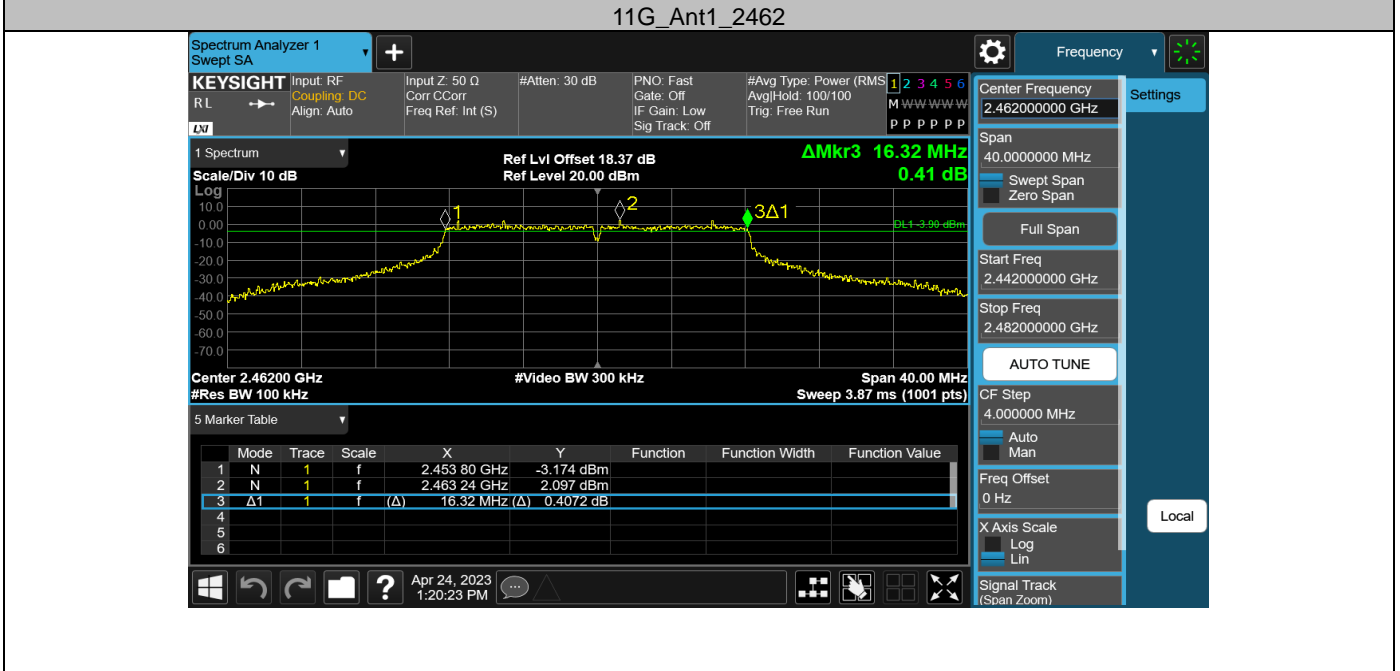 11G_Ant1_2462
Spectrum Analyzer 1
Swept SA
+
Frequency
KEYSIGHT
RL
LXI
Input: RF
Coupling: DC
Align: Auto
Input Z: 50 Ω
Corr CCorr
Freq Ref: Int (S)
#Atten: 30 dB
PNO: Fast
Gate: Off
IF Gain: Low
Sig Track: Off
#Avg Type: Power (RMS
Avg|Hold: 100/100
Trig: Free Run
1 2 3 4 5 6
M W W W W W
P P P P P P
1 Spectrum
Scale/Div 10 dB
Ref Lvl Offset 18.37 dB
Ref Level 20.00 dBm
ΔMkr3 16.32 MHz
0.41 dB
Log
10.0
0.00
-10.0
-20.0
-30.0
-40.0
-50.0
-60.0
-70.0
1
2
3Δ1
DL1 -3.90 dBm
Center 2.46200 GHz
#Video BW 300 kHz
Span 40.00 MHz
#Res BW 100 kHz
Sweep 3.87 ms (1001 pts)
5 Marker Table
Mode Trace Scale X Y Function Function Width Function Value
1 N 1 f 2.453 80 GHz -3.174 dBm
2 N 1 f 2.463 24 GHz 2.097 dBm
3 Δ1 1 f (Δ) 16.32 MHz (Δ) 0.4072 dB
4
5
6
?
Apr 24, 2023
1:20:23 PM
Center Frequency
2.462000000 GHz
Settings
Span
40.0000000 MHz
Swept Span
Zero Span
Full Span
Start Freq
2.442000000 GHz
Stop Freq
2.482000000 GHz
AUTO TUNE
CF Step
4.000000 MHz
Auto
Man
Freq Offset
0 Hz
X Axis Scale
Log
Lin
Local
Signal Track
(Span Zoom)